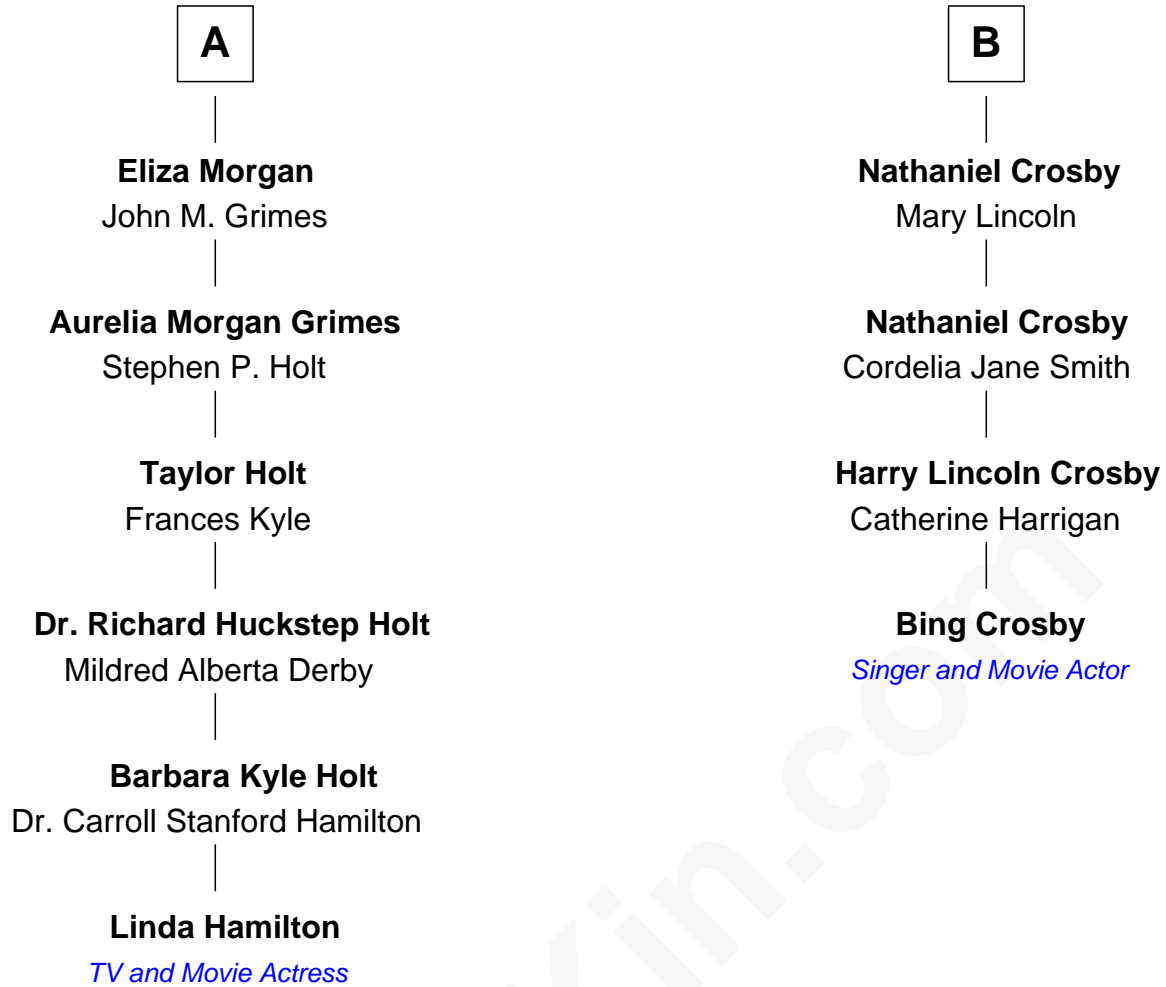 A
Eliza Morgan
John M. Grimes
Aurelia Morgan Grimes
Stephen P. Holt
Taylor Holt
Frances Kyle
Dr. Richard Huckstep Holt
Mildred Alberta Derby
Barbara Kyle Holt
Dr. Carroll Stanford Hamilton
Linda Hamilton
TV and Movie Actress
B
Nathaniel Crosby
Mary Lincoln
Nathaniel Crosby
Cordelia Jane Smith
Harry Lincoln Crosby
Catherine Harrigan
Bing Crosby
Singer and Movie Actor
Kin.com